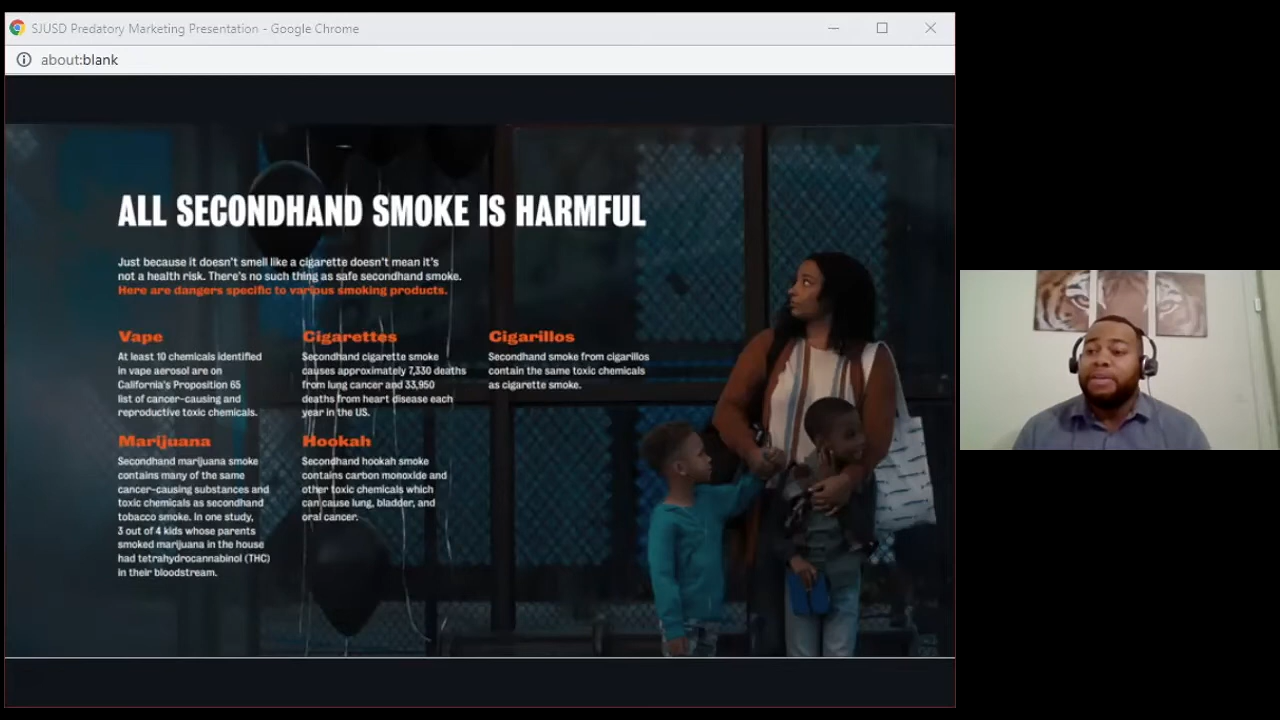 SJUSD Predatory Marketing Presentation - Google Chrome
about:blank
ALL SECONDHAND SMOKE IS HARMFUL
Just because it doesn't smell like a cigarette doesn't mean it's
not a health risk. There's no such thing as safe secondhand smoke.
Here are dangers specific to various smoking products.
Vape
At least 10 chemicals identified
in vape aerosol are on
California's Proposition 65
list of cancer-causing and
reproductive toxic chemicals.
Cigarettes
Secondhand cigarette smoke
causes approximately 7,330 deaths
from lung cancer and 33,950
deaths from heart disease each
year in the US.
Cigarillos
Secondhand smoke from cigarillos
contain the same toxic chemicals
as cigarette smoke.
Marijuana
Secondhand marijuana smoke
contains many of the same
cancer-causing substances and
toxic chemicals as secondhand
tobacco smoke. In one study,
3 out of 4 kids whose parents
smoked marijuana in the house
had tetrahydrocannabinol (THC)
in their bloodstream.
Hookah
Secondhand hookah smoke
contains carbon monoxide and
other toxic chemicals which
can cause lung, bladder, and
oral cancer.